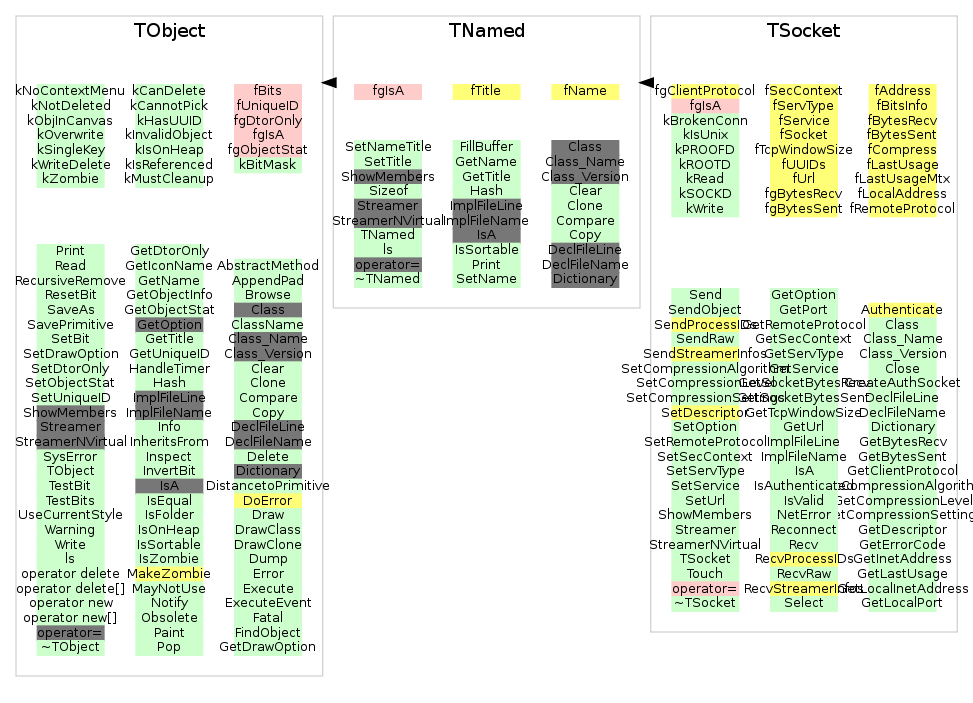 TObject
kNoContextMenu
kNotDeleted
kObjInCanvas
kOverwrite
kSingleKey
kWriteDelete
kZombie
kCanDelete
kCannotPick
kHasUUID
kInvalidObject
kIsOnHeap
kIsReferenced
kMustCleanup
fBits
fUniqueID
fgDtorOnly
fgIsA
fgObjectStat
kBitMask
Print
Read
RecursiveRemove
ResetBit
SaveAs
SavePrimitive
SetBit
SetDrawOption
SetDtorOnly
SetObjectStat
SetUniqueID
ShowMembers
Streamer
StreamerNVirtual
SysError
TObject
TestBit
TestBits
UseCurrentStyle
Warning
Write
ls
operator delete
operator delete[]
operator new
operator new[]
operator=
~TObject
GetDtorOnly
GetIconName
GetName
GetObjectInfo
GetObjectStat
GetOption
GetTitle
GetUniqueID
HandleTimer
Hash
ImplFileLine
ImplFileName
Info
InheritsFrom
Inspect
InvertBit
IsA
IsEqual
IsFolder
IsOnHeap
IsSortable
IsZombie
MakeZombie
MayNotUse
Notify
Obsolete
Paint
Pop
AbstractMethod
AppendPad
Browse
Class
ClassName
Class_Name
Class_Version
Clear
Clone
Compare
Copy
DeclFileLine
DeclFileName
Delete
Dictionary
DistancetoPrimitive
DoError
Draw
DrawClass
DrawClone
Dump
Error
Execute
ExecuteEvent
Fatal
FindObject
GetDrawOption
TNamed
fgIsA
fTitle
fName
SetNameTitle
SetTitle
ShowMembers
Sizeof
Streamer
StreamerNVirtual
TNamed
ls
operator=
~TNamed
FillBuffer
GetName
GetTitle
Hash
ImplFileLine
ImplFileName
IsA
IsSortable
Print
SetName
Class
Class_Name
Class_Version
Clear
Clone
Compare
Copy
DeclFileLine
DeclFileName
Dictionary
TSocket
fgClientProtocol
fgIsA
kBrokenConn
kIsUnix
kPROOFD
kROOTD
kRead
kSOCKD
kWrite
fSecContext
fServType
fService
fSocket
fTcpWindowSize
fUUIDs
fUrl
fgBytesRecv
fgBytesSent
fAddress
fBitsInfo
fBytesRecv
fBytesSent
fCompress
fLastUsage
fLastUsageMtx
fLocalAddress
fRemoteProtocol
Send
SendObject
SendProcessIDs
SendRaw
SendStreamerInfos
SetCompressionAlgorithm
SetCompressionLevel
SetCompressionSettings
SetDescriptor
SetOption
SetRemoteProtocol
SetSecContext
SetServType
SetService
SetUrl
ShowMembers
Streamer
StreamerNVirtual
TSocket
Touch
operator=
~TSocket
GetOption
GetPort
GetRemoteProtocol
GetSecContext
GetServType
GetService
GetSocketBytesRecv
GetSocketBytesSent
GetTcpWindowSize
GetUrl
ImplFileLine
ImplFileName
IsA
IsAuthenticated
IsValid
NetError
Reconnect
Recv
RecvProcessIDs
RecvRaw
RecvStreamerInfos
Select
Authenticate
Class
Class_Name
Class_Version
Close
CreateAuthSocket
DeclFileLine
DeclFileName
Dictionary
GetBytesRecv
GetBytesSent
GetClientProtocol
CompressionAlgorith
GetCompressionLevel
tCompressionSetting
GetDescriptor
GetErrorCode
GetInetAddress
GetLastUsage
GetLocalInetAddress
GetLocalPort